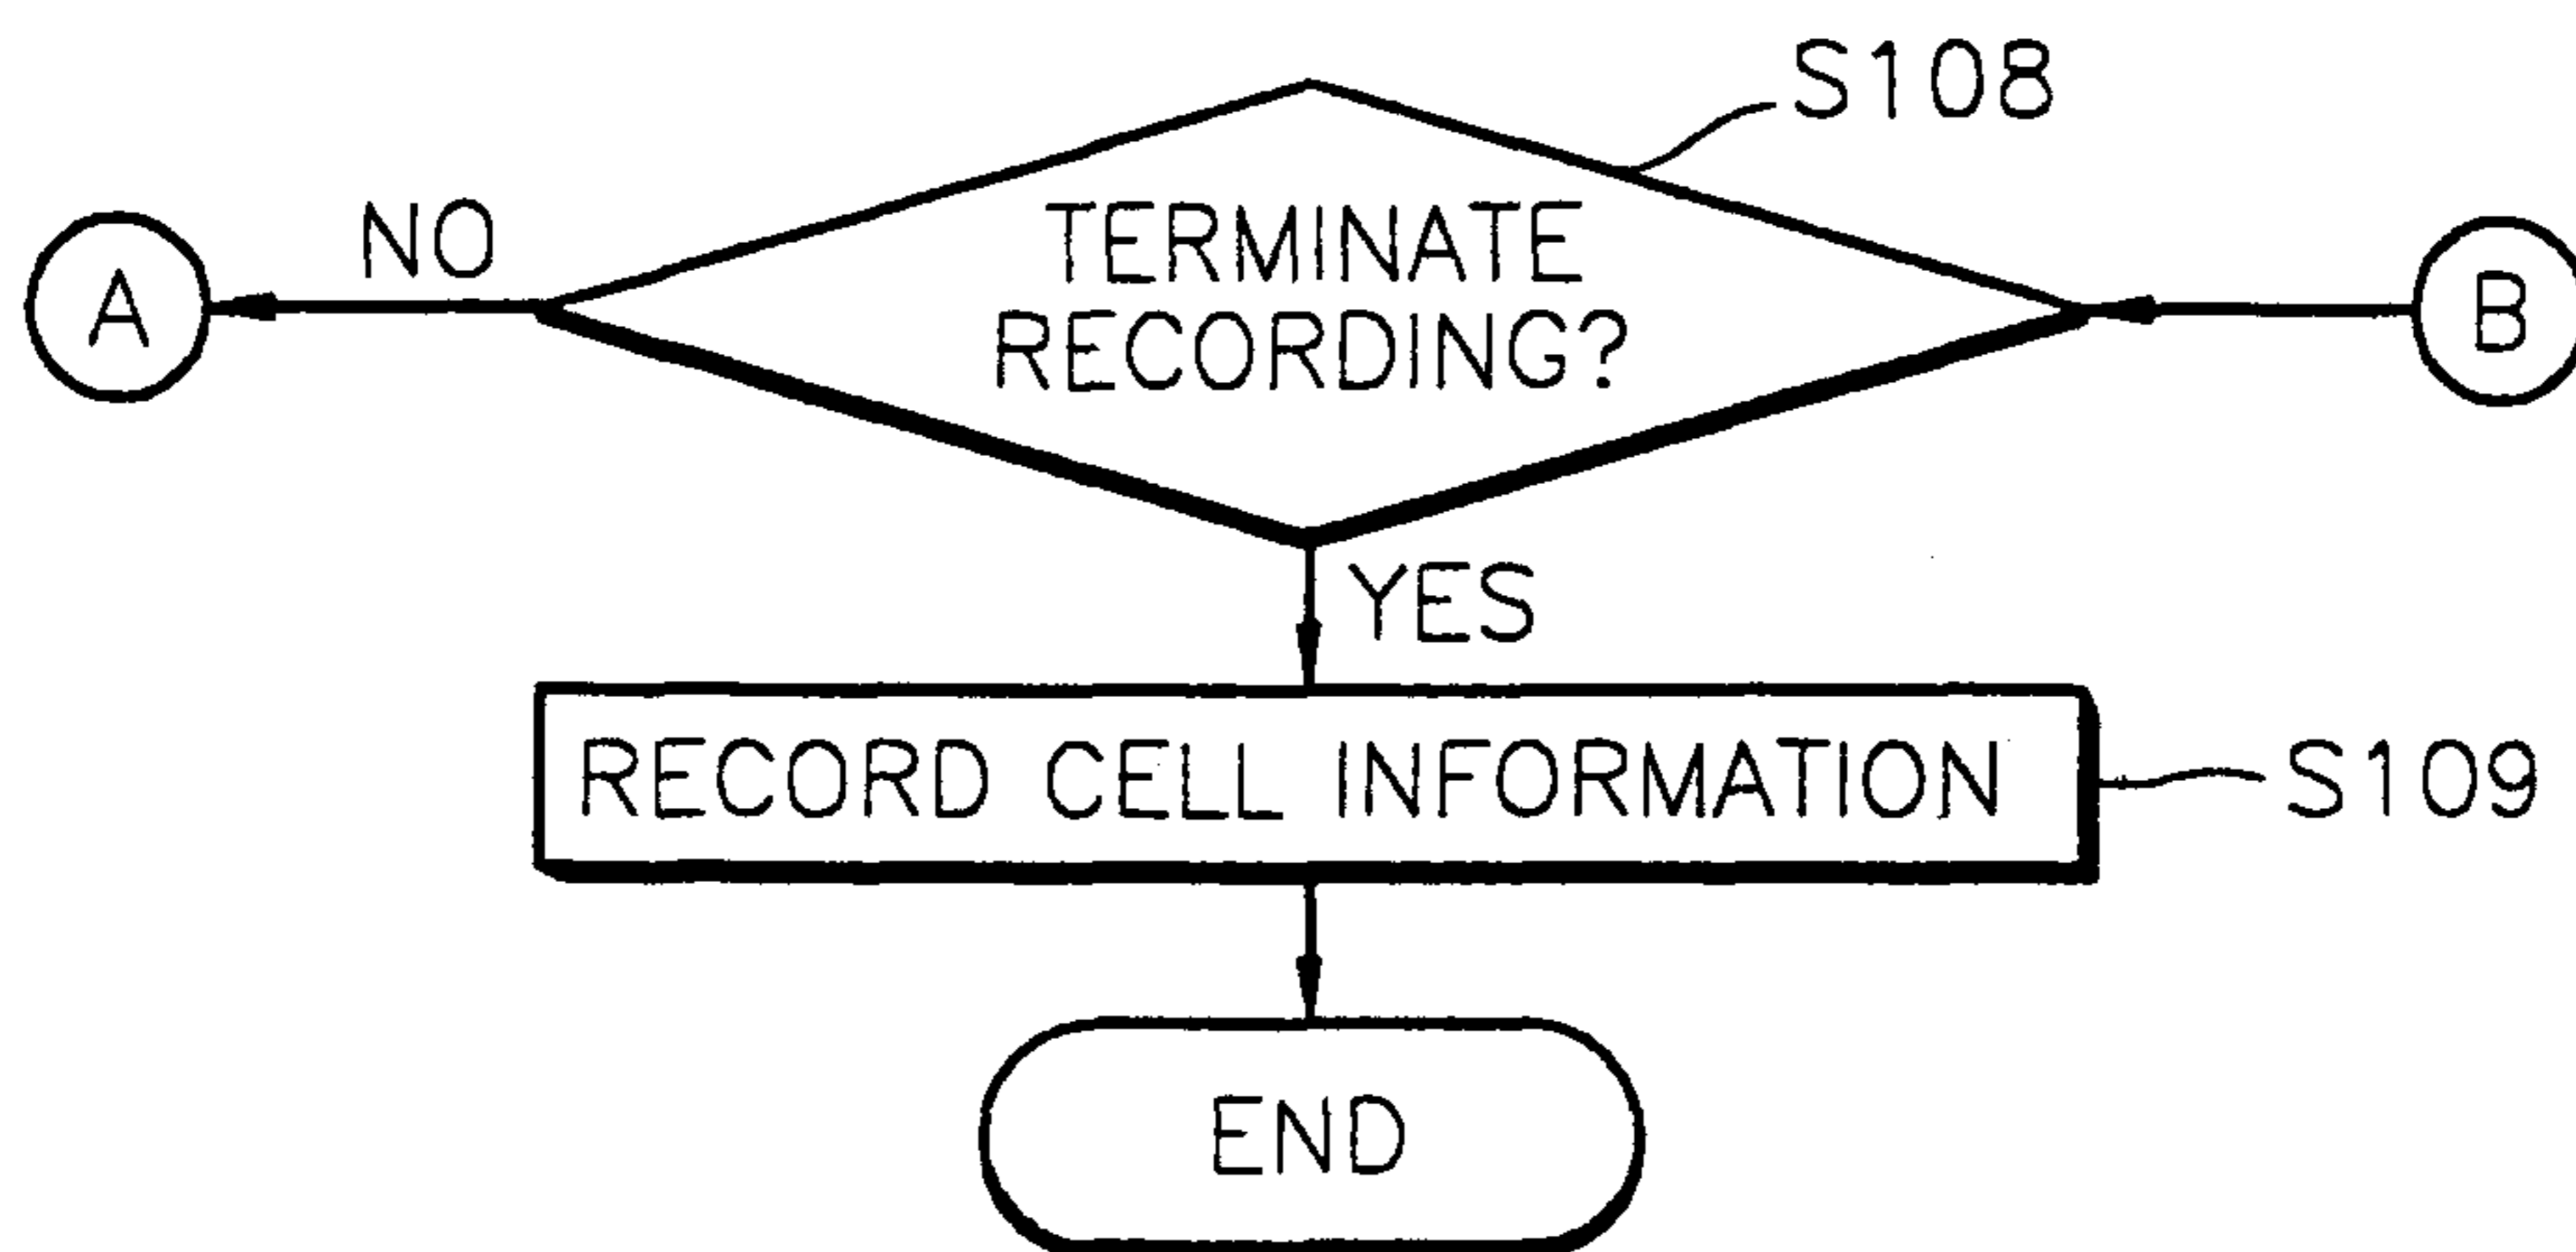 S108
NO
TERMINATE
RECORDING?
A
B
YES
RECORD CELL INFORMATION
S109
END